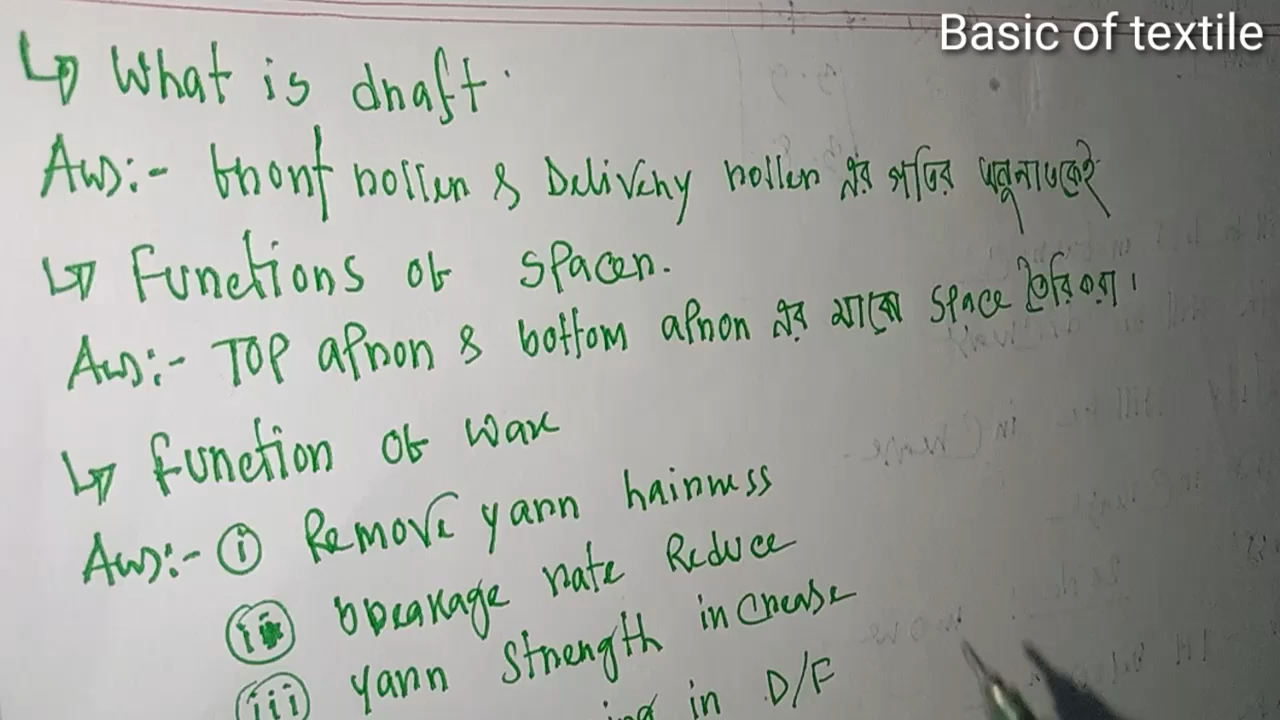 Basic of textile
What is draft.
Ans:- front roller & Delivery roller এর গতির অনুপাতকেই
Functions of spacer.
Ans:- TOP apron & bottom apron এর মাঝে space তৈরি করা।
Function of wax
Ans:- (i) Remove yarn hairness
(ii) breakage rate Reduce
(iii) yarn strength increase
in D/F